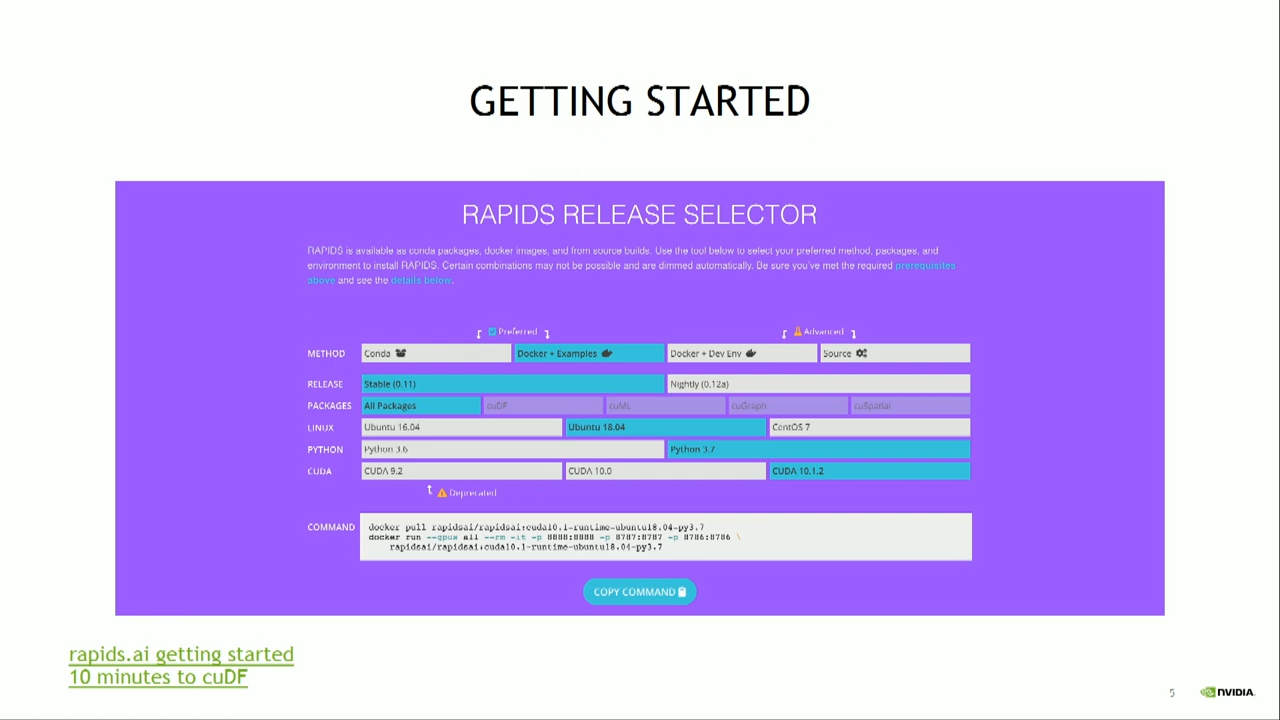 GETTING STARTED
RAPIDS RELEASE SELECTOR
RAPIDS is available as conda packages, docker images, and from source builds. Use the tool below to select your preferred method, packages, and
environment to install RAPIDS. Certain combinations may not be possible and are dimmed automatically. Be sure you've met the required prerequisites
above and see the details below.
Preferred Advanced
METHOD Conda Docker + Examples Docker + Dev Env Source
RELEASE Stable (0.11) Nightly (0.12a)
PACKAGES All Packages cuDF cuML cuGraph cuSpatial
LINUX Ubuntu 16.04 Ubuntu 18.04 CentOS 7
PYTHON Python 3.6 Python 3.7
CUDA CUDA 9.2 CUDA 10.0 CUDA 10.1.2
Deprecated
COMMAND docker pull rapidsai/rapidsai:cuda10.1-runtime-ubuntu18.04-py3.7
docker run --gpus all --rm -it -p 8888:8888 -p 8787:8787 -p 8786:8786 \
rapidsai/rapidsai:cuda10.1-runtime-ubuntu18.04-py3.7
COPY COMMAND
rapids.ai getting started
10 minutes to cuDF
5 NVIDIA.